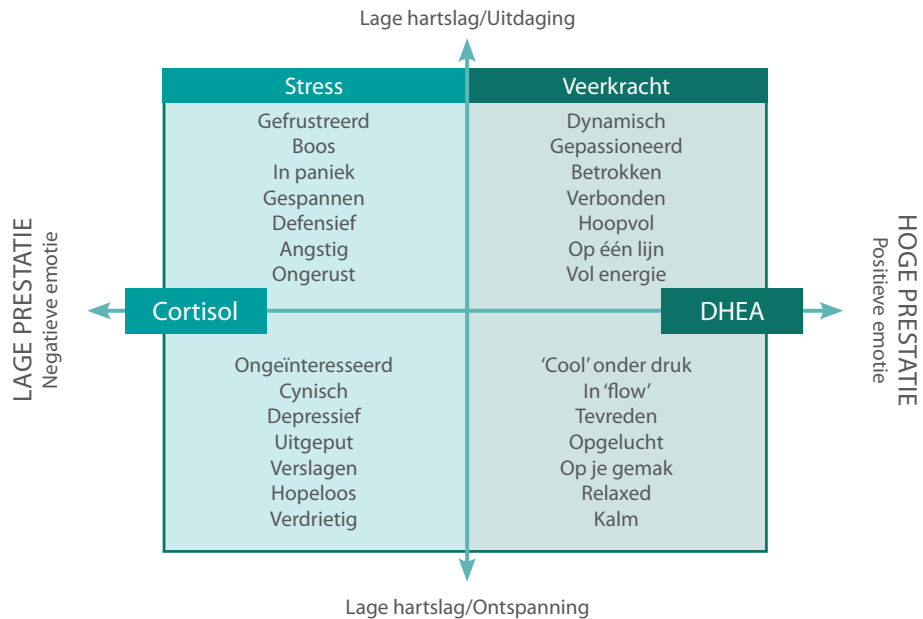 Lage hartslag/Uitdaging
Stress
Veerkracht
Gefrustreerd
Boos
In paniek
Gespannen
Defensief
Angstig
Ongerust
Dynamisch
Gepassioneerd
Betrokken
Verbonden
Hoopvol
Op één lijn
Vol energie
LAGE PRESTATIE
Negatieve emotie
Cortisol
DHEA
HOGE PRESTATIE
Positieve emotie
Ongeïnteresseerd
Cynisch
Depressief
Uitgeput
Verslagen
Hopeloos
Verdrietig
‘Cool’ onder druk
In ‘flow’
Tevreden
Opgelucht
Op je gemak
Relaxed
Kalm
Lage hartslag/Ontspanning